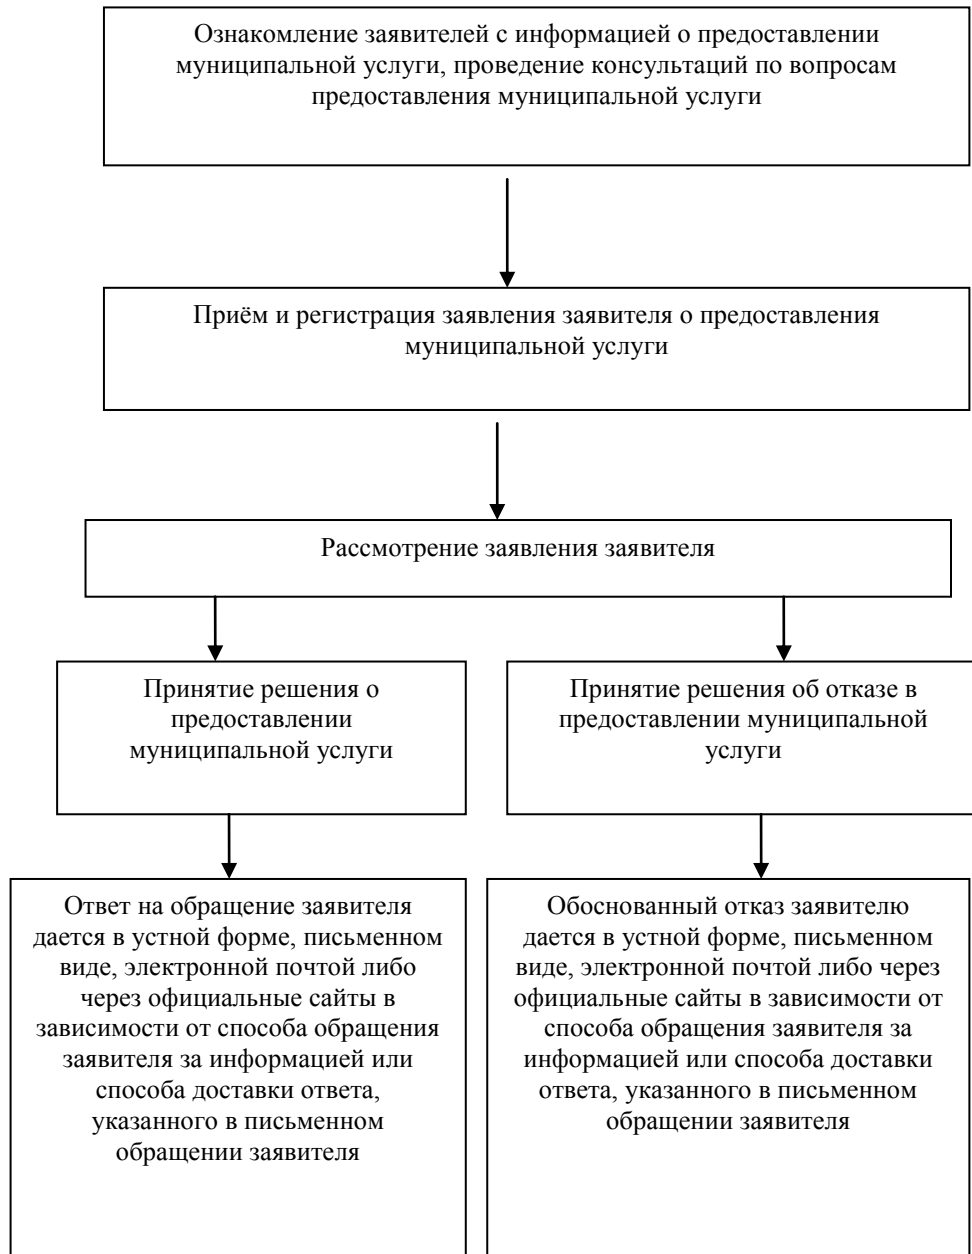 Ознакомление заявителей с информацией о предоставлении
муниципальной услуги, проведение консультаций по вопросам
предоставления муниципальной услуги
Приём и регистрация заявления заявителя о предоставления
муниципальной услуги
Рассмотрение заявления заявителя
Принятие решения о
предоставлении
муниципальной услуги
Принятие решения об отказе в
предоставлении муниципальной
услуги
Ответ на обращение заявителя
дается в устной форме, письменном
виде, электронной почтой либо
через официальные сайты в
зависимости от способа обращения
заявителя за информацией или
способа доставки ответа,
указанного в письменном
обращении заявителя
Обоснованный отказ заявителю
дается в устной форме, письменном
виде, электронной почтой либо через
официальные сайты в зависимости от
способа обращения заявителя за
информацией или способа доставки
ответа, указанного в письменном
обращении заявителя